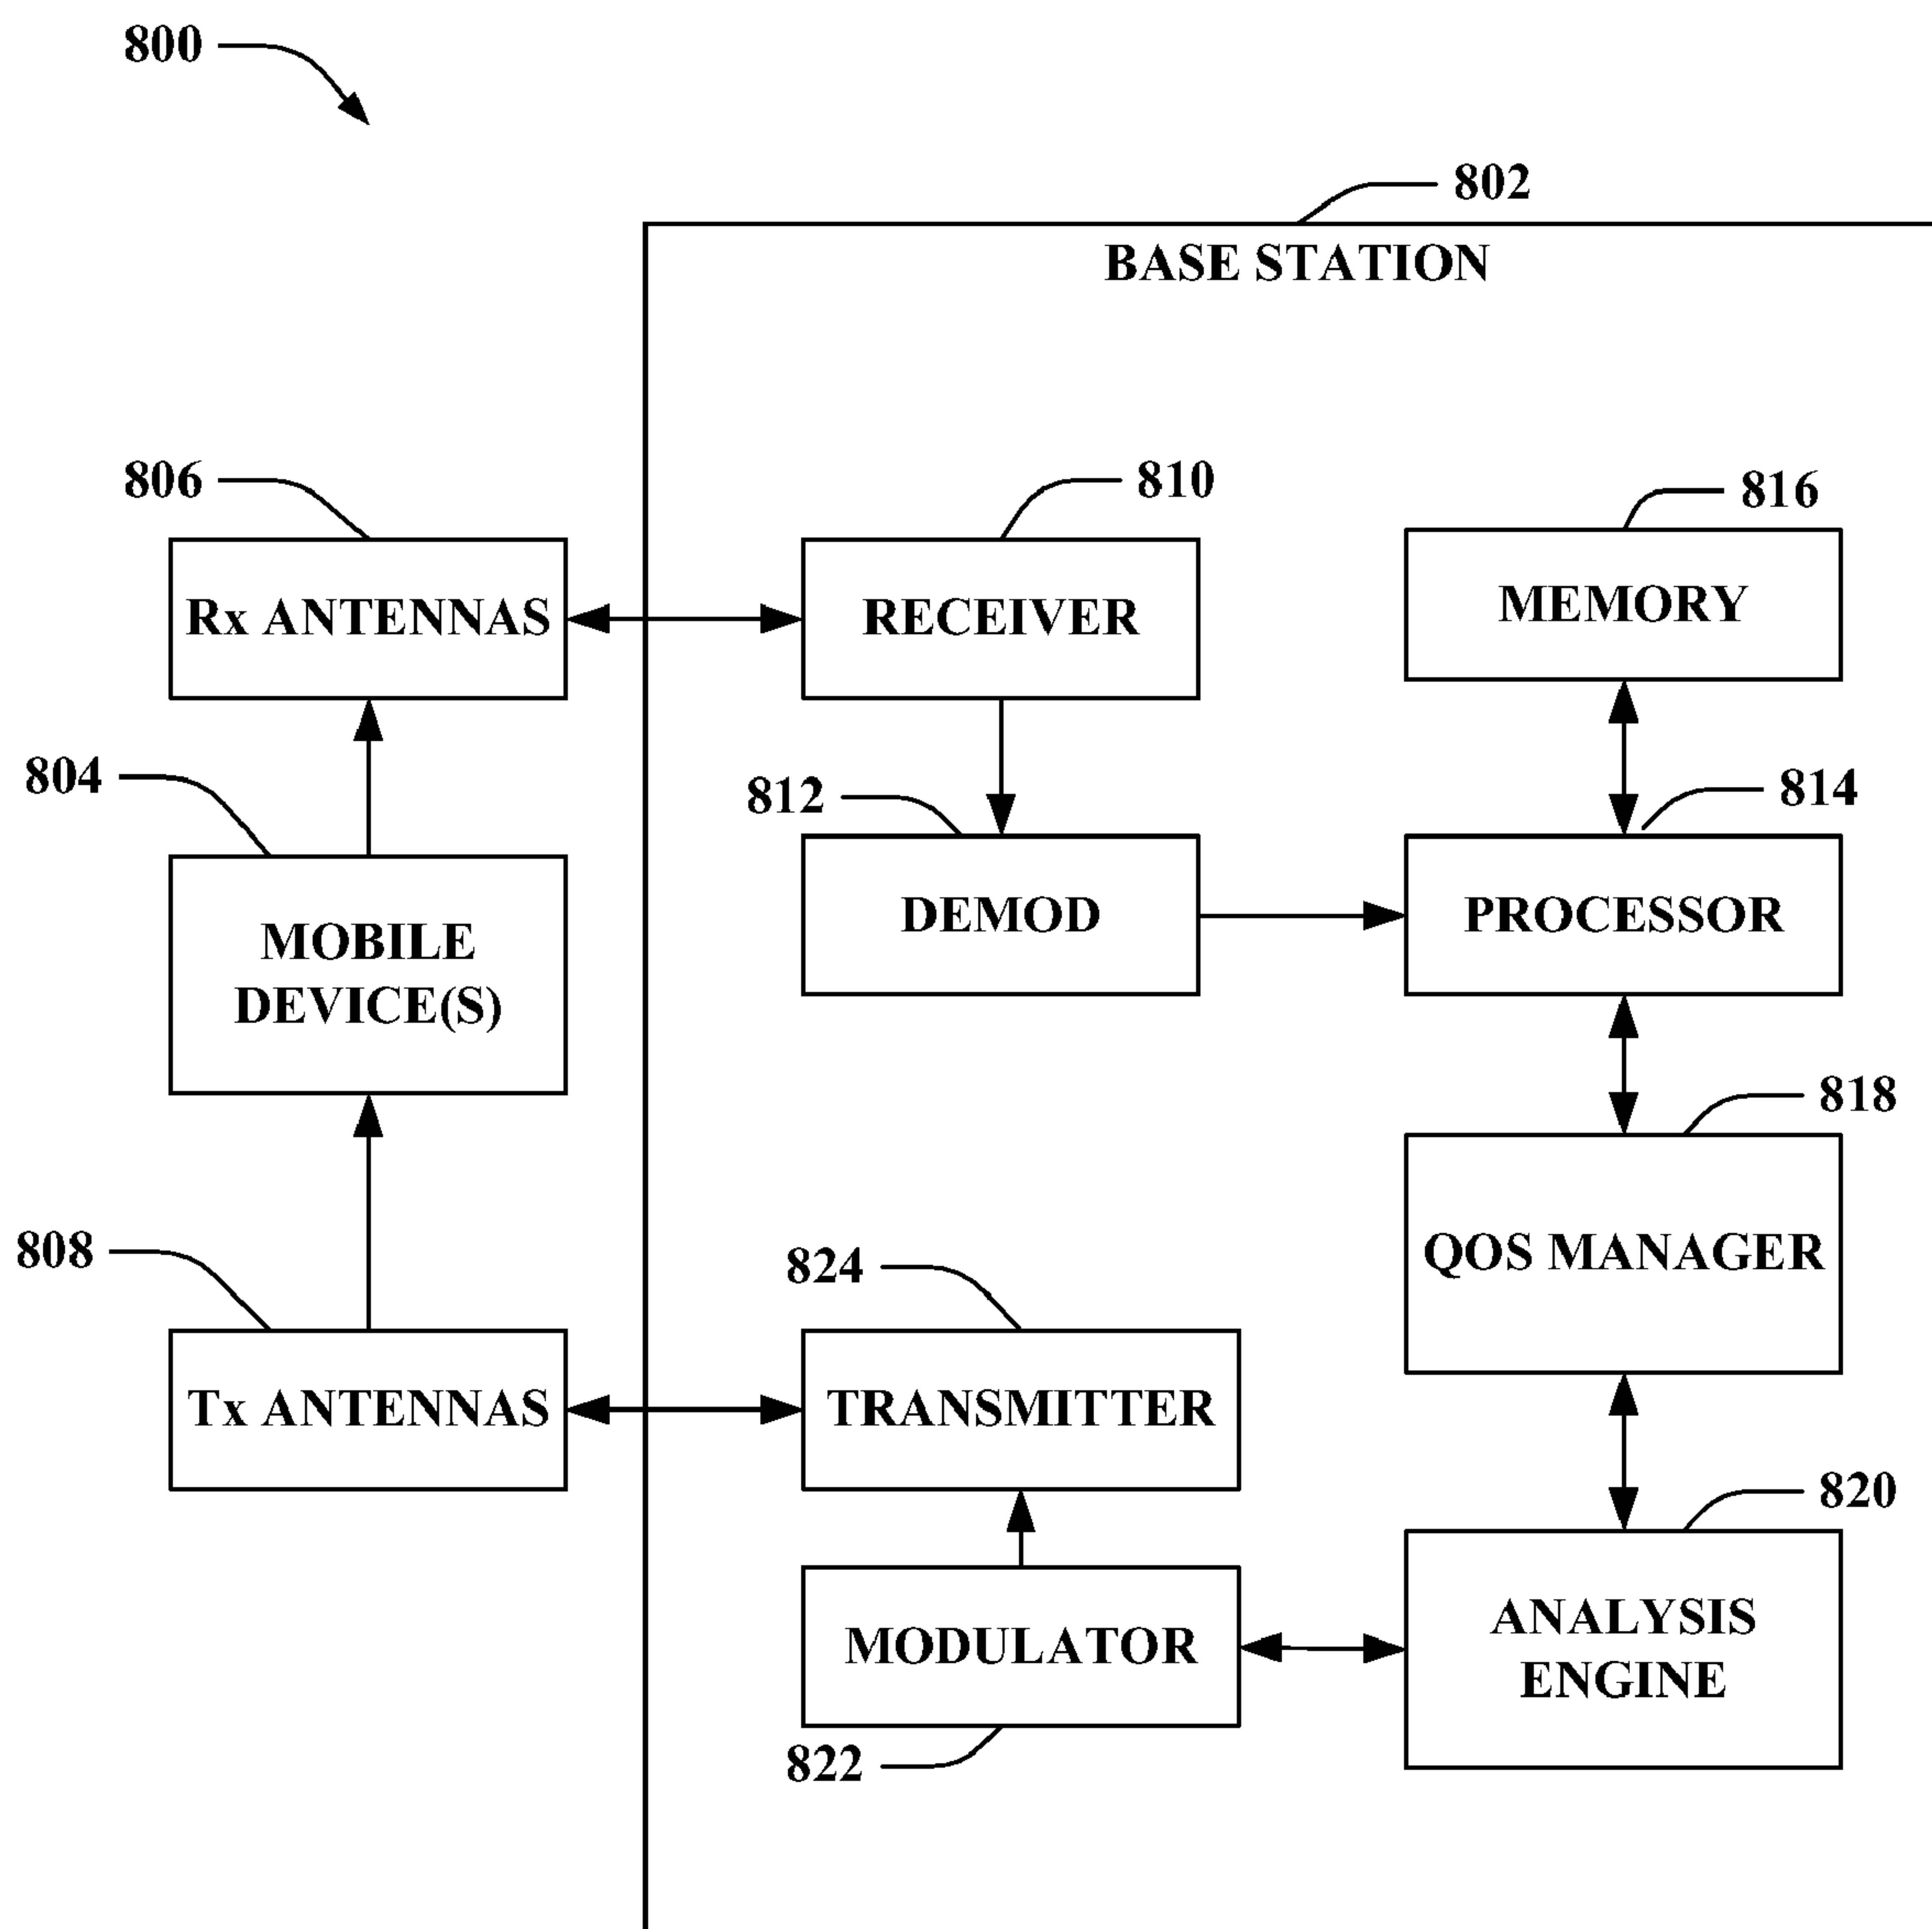 800
802
BASE STATION
806
810
816
Rx ANTENNAS
RECEIVER
MEMORY
804
812
814
MOBILE
DEVICE(S)
DEMOD
PROCESSOR
818
808
824
QOS MANAGER
Tx ANTENNAS
TRANSMITTER
820
MODULATOR
ANALYSIS
ENGINE
822